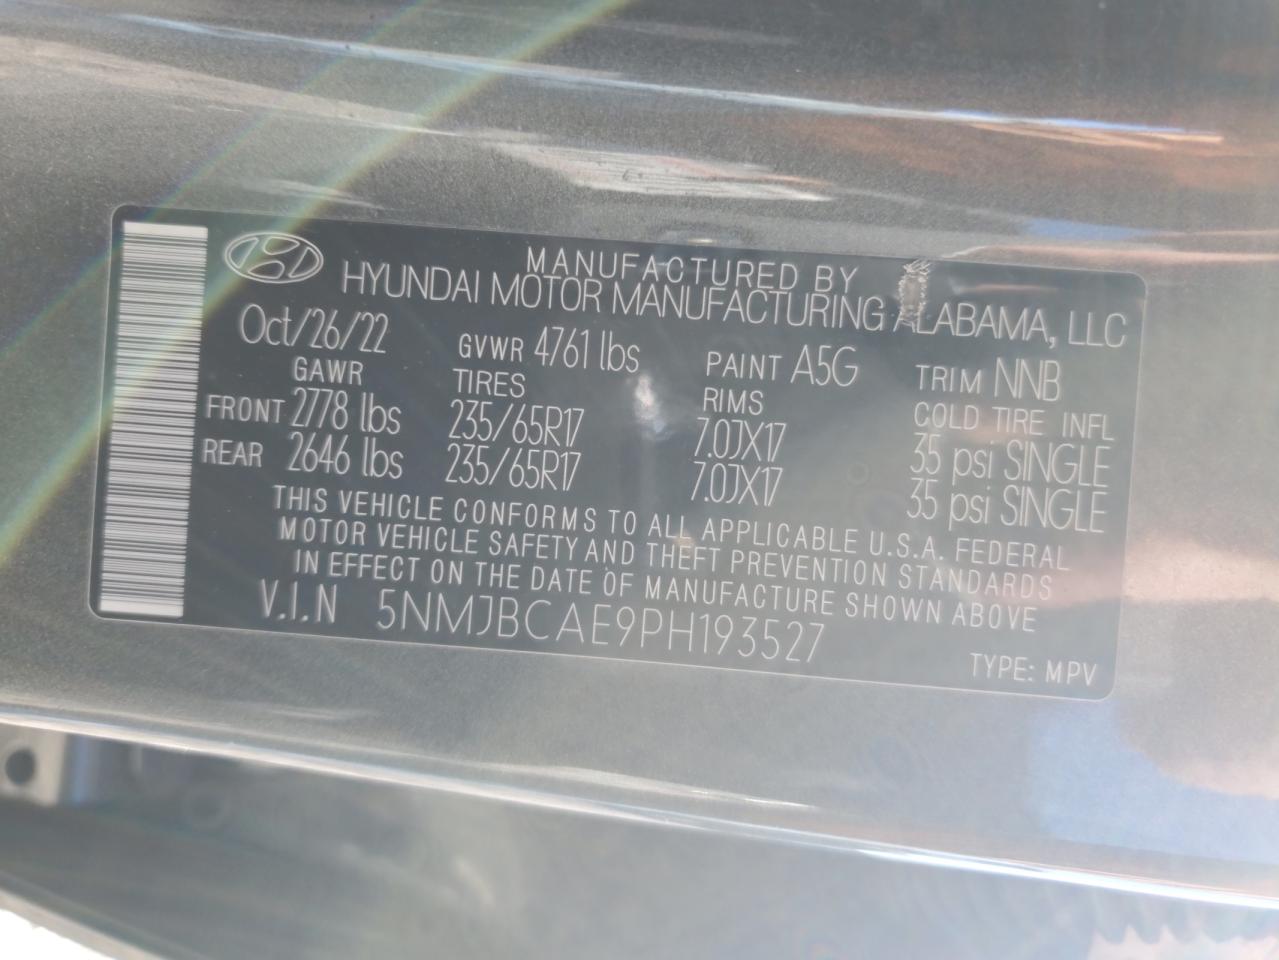 MANUFACTURED BY
HYUNDAI MOTOR MANUFACTURING ALABAMA, LLC
Oct/26/22 GVWR 4761 lbs PAINT A5G TRIM NNB
GAWR TIRES RIMS COLD TIRE INFL
FRONT 2778 lbs 235/65R17 7.0JX17 35 psi SINGLE
REAR 2646 lbs 235/65R17 7.0JX17 35 psi SINGLE
THIS VEHICLE CONFORMS TO ALL APPLICABLE U.S.A. FEDERAL
MOTOR VEHICLE SAFETY AND THEFT PREVENTION STANDARDS
IN EFFECT ON THE DATE OF MANUFACTURE SHOWN ABOVE
V.I.N 5NMJBCAE9PH193527
TYPE: MPV